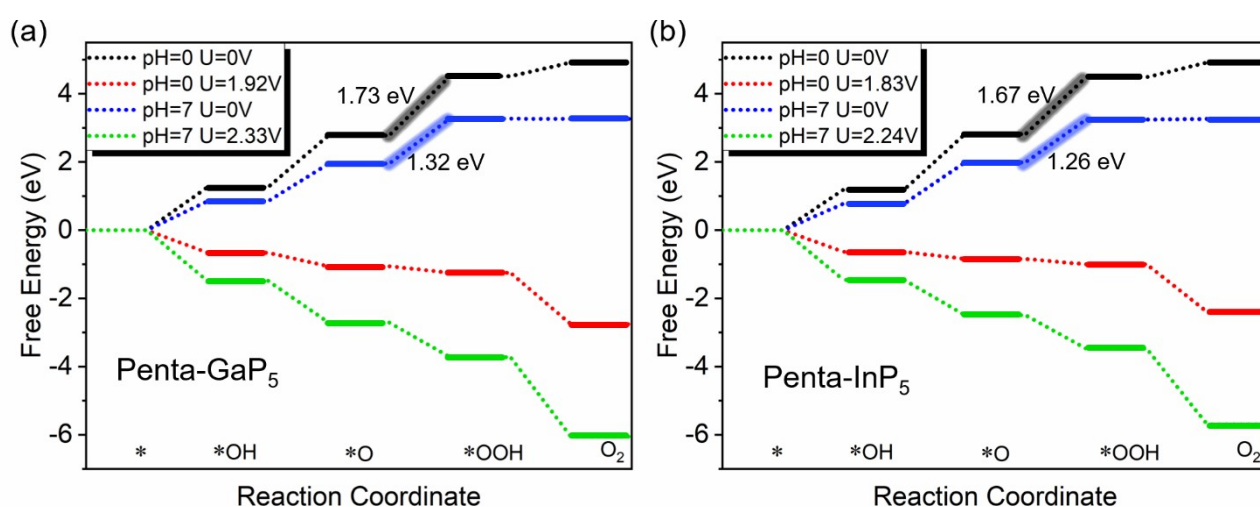 (a)
pH=0 U=0V
pH=0 U=1.92V
pH=7 U=0V
pH=7 U=2.33V
1.73 eV
1.32 eV
4
2
0
-2
-4
-6
Free Energy (eV)
Penta-GaP₅
* *OH *O *OOH O₂
Reaction Coordinate
(b)
pH=0 U=0V
pH=0 U=1.83V
pH=7 U=0V
pH=7 U=2.24V
1.67 eV
1.26 eV
4
2
0
-2
-4
-6
Free Energy (eV)
Penta-InP₅
* *OH *O *OOH O₂
Reaction Coordinate